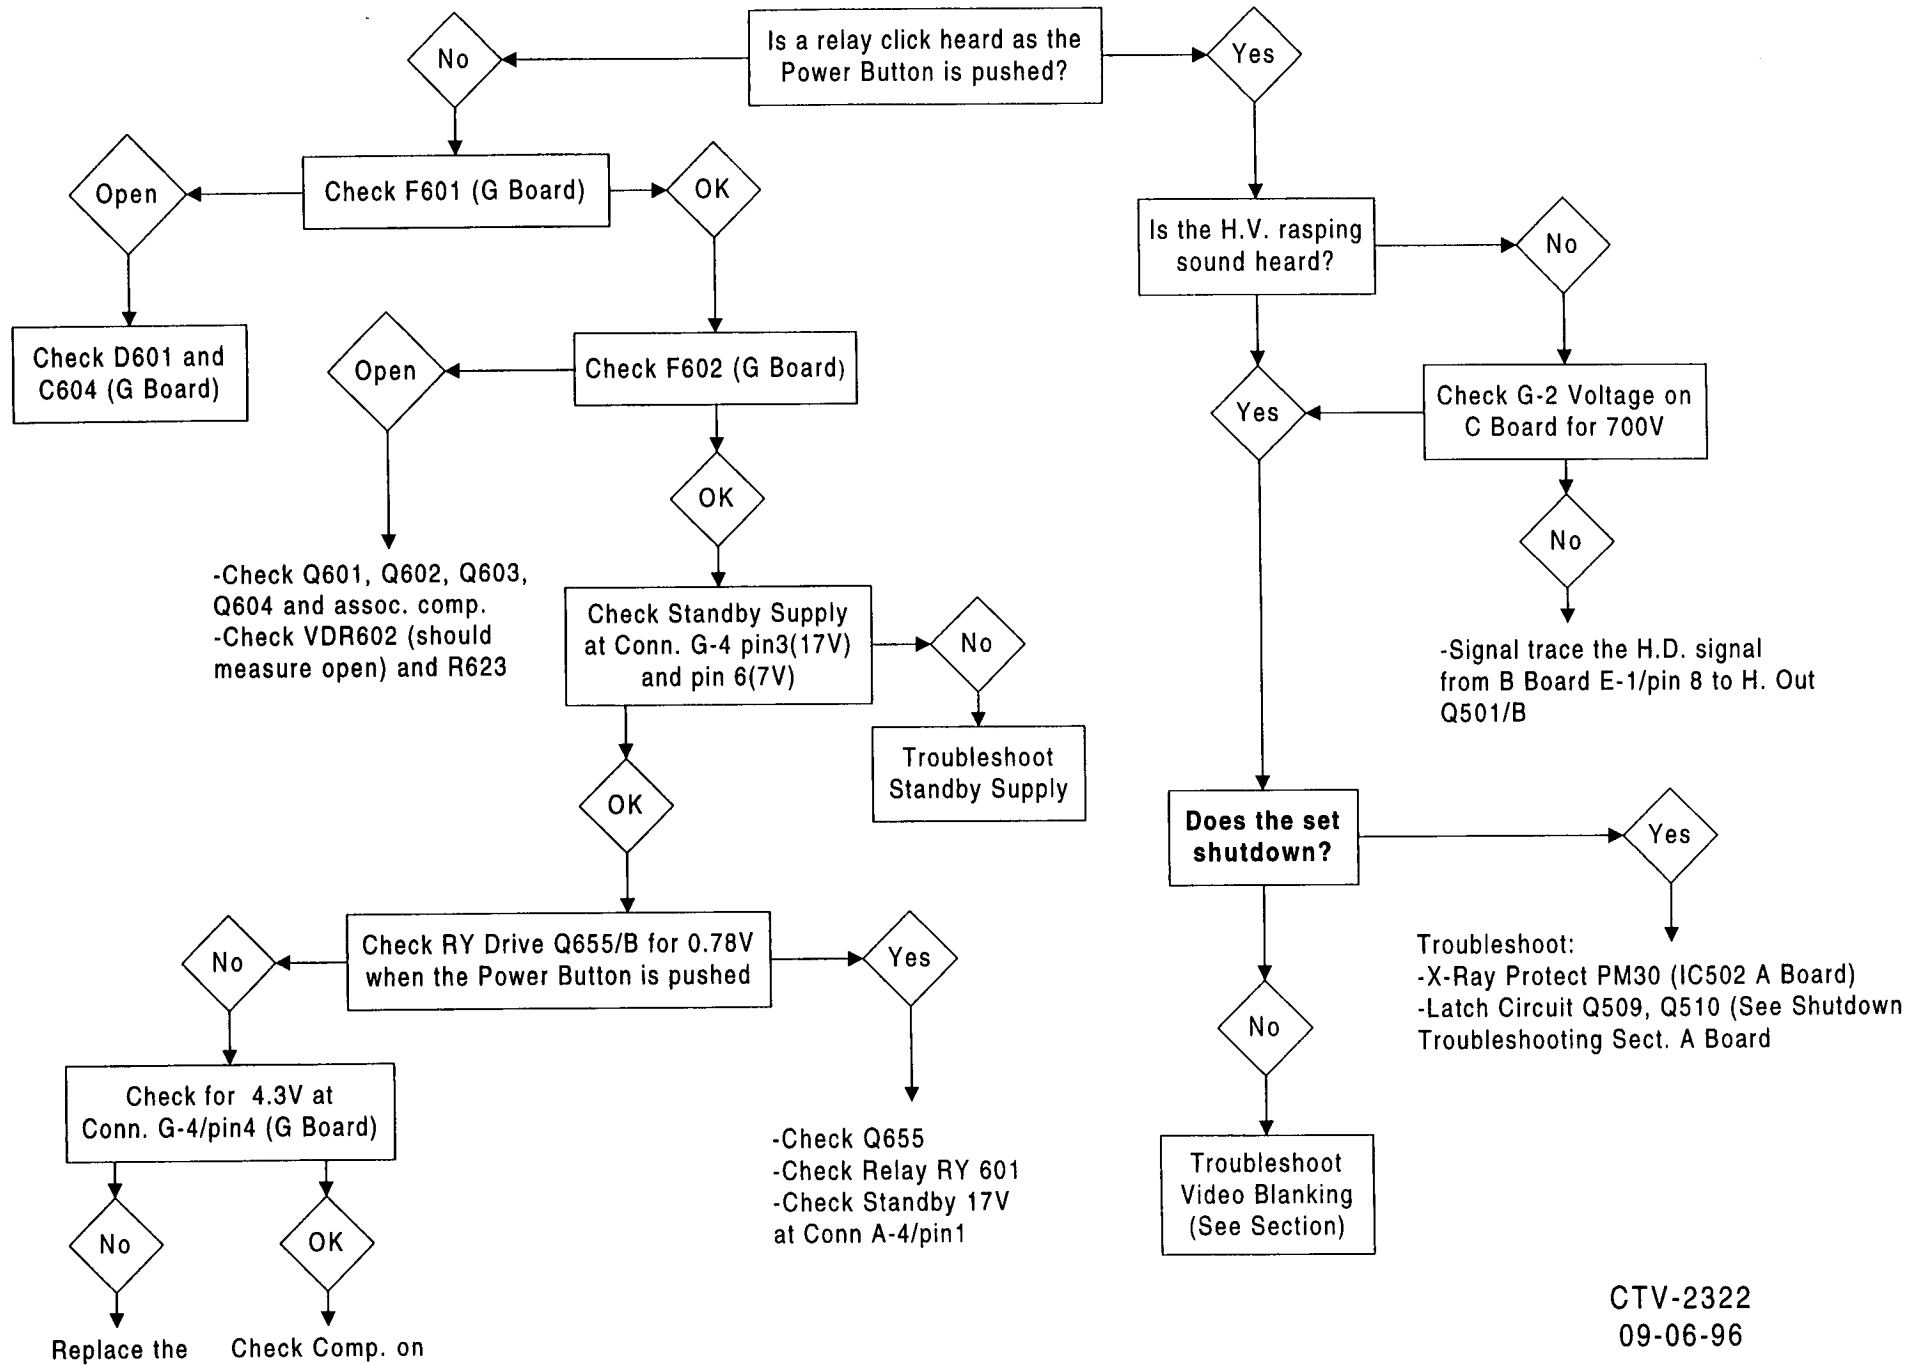 Is a relay click heard as the
Power Button is pushed?
No
Yes
Check F601 (G Board)
Open
OK
Check D601 and
C604 (G Board)
Check F602 (G Board)
Open
OK
-Check Q601, Q602, Q603,
Q604 and assoc. comp.
-Check VDR602 (should
measure open) and R623
Check Standby Supply
at Conn. G-4 pin3(17V)
and pin 6(7V)
No
Troubleshoot
Standby Supply
OK
Check RY Drive Q655/B for 0.78V
when the Power Button is pushed
No
Yes
-Check Q655
-Check Relay RY 601
-Check Standby 17V
at Conn A-4/pin1
Check for 4.3V at
Conn. G-4/pin4 (G Board)
No
OK
Replace the
Check Comp. on
Is the H.V. rasping
sound heard?
No
Yes
Check G-2 Voltage on
C Board for 700V
No
-Signal trace the H.D. signal
from B Board E-1/pin 8 to H. Out
Q501/B
Does the set
shutdown?
Yes
Troubleshoot:
-X-Ray Protect PM30 (IC502 A Board)
-Latch Circuit Q509, Q510 (See Shutdown
Troubleshooting Sect. A Board
No
Troubleshoot
Video Blanking
(See Section)
CTV-2322
09-06-96